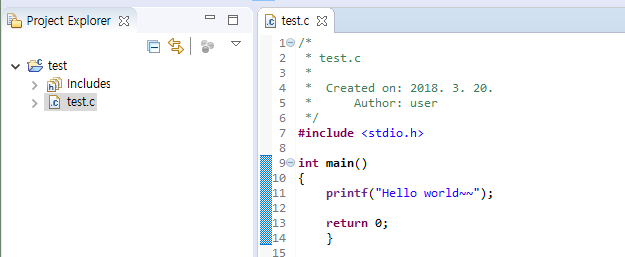 Project Explorer
test
Includes
test.c
test.c
1 /*
2  * test.c
3  *
4  *  Created on: 2018. 3. 20.
5  *      Author: user
6  */
7 #include <stdio.h>
8
9 int main()
10 {
11     printf("Hello world~~");
12
13     return 0;
14     }
15